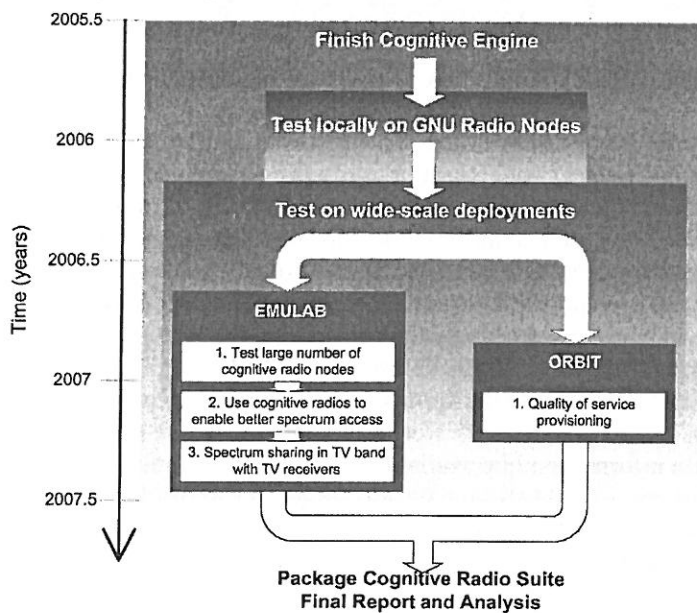 2005.5
2006
2006.5
2007
2007.5
Time (years)
Finish Cognitive Engine
Test locally on GNU Radio Nodes
Test on wide-scale deployments
EMULAB
1. Test large number of
cognitive radio nodes
2. Use cognitive radios to
enable better spectrum access
3. Spectrum sharing in TV band
with TV receivers
ORBIT
1. Quality of service
provisioning
Package Cognitive Radio Suite
Final Report and Analysis